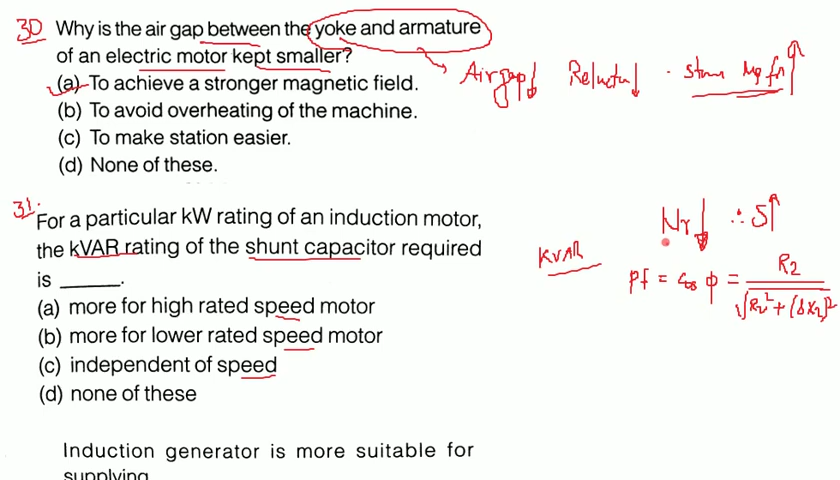 30 Why is the air gap between the yoke and armature
of an electric motor kept smaller?
(a) To achieve a stronger magnetic field.
Airgap↓ ↓ ↑
(b) To avoid overheating of the machine.
(c) To make station easier.
(d) None of these.
31. For a particular kW rating of an induction motor,
the kVAR rating of the shunt capacitor required
is ______.
(a) more for high rated speed motor
(b) more for lower rated speed motor
(c) independent of speed
(d) none of these
Nr↓ ∴ S↑
KVAR
Pf = cos ϕ = R2 / √R2² + (SX2)²
Induction generator is more suitable for
supplying